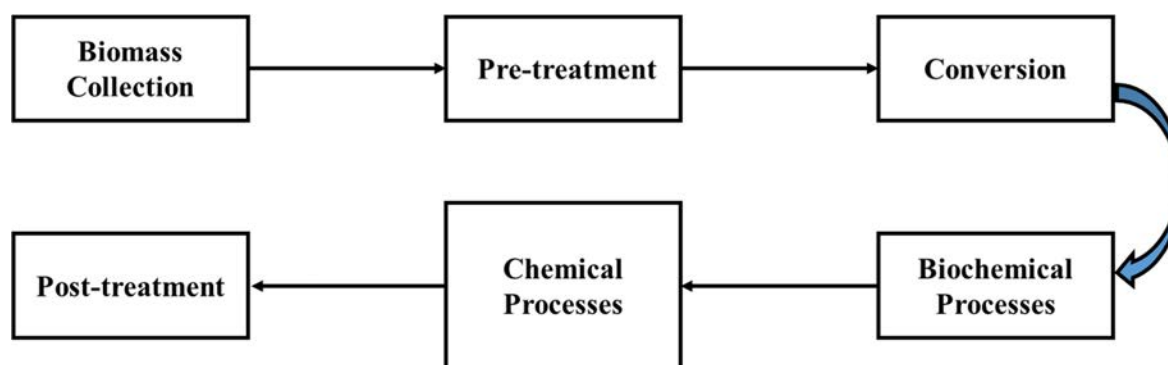 Biomass
Collection
Pre-treatment
Conversion
Post-treatment
Chemical
Processes
Biochemical
Processes